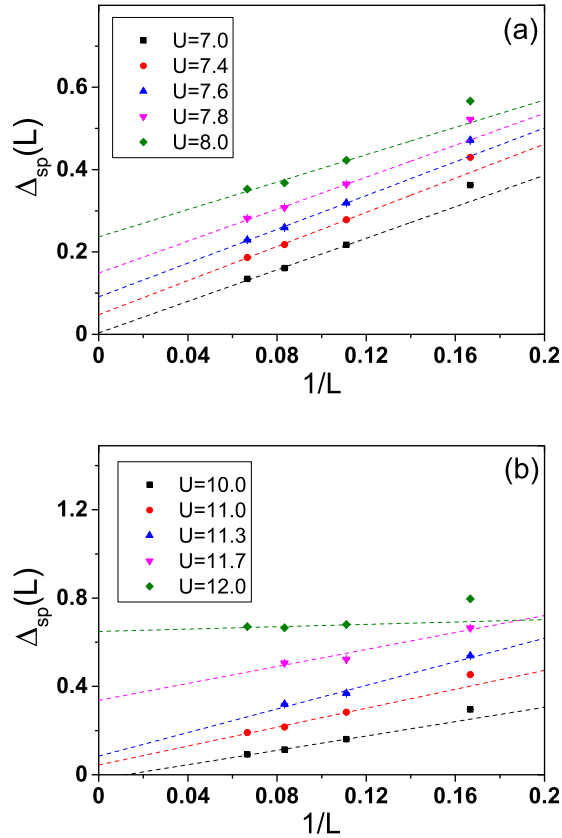 (a)
U=7.0
U=7.4
U=7.6
U=7.8
U=8.0
Δsp(L)
0.6
0.4
0.2
0
0 0.04 0.08 0.12 0.16 0.2
1/L
(b)
U=10.0
U=11.0
U=11.3
U=11.7
U=12.0
Δsp(L)
1.2
0.8
0.4
0
0 0.04 0.08 0.12 0.16 0.2
1/L